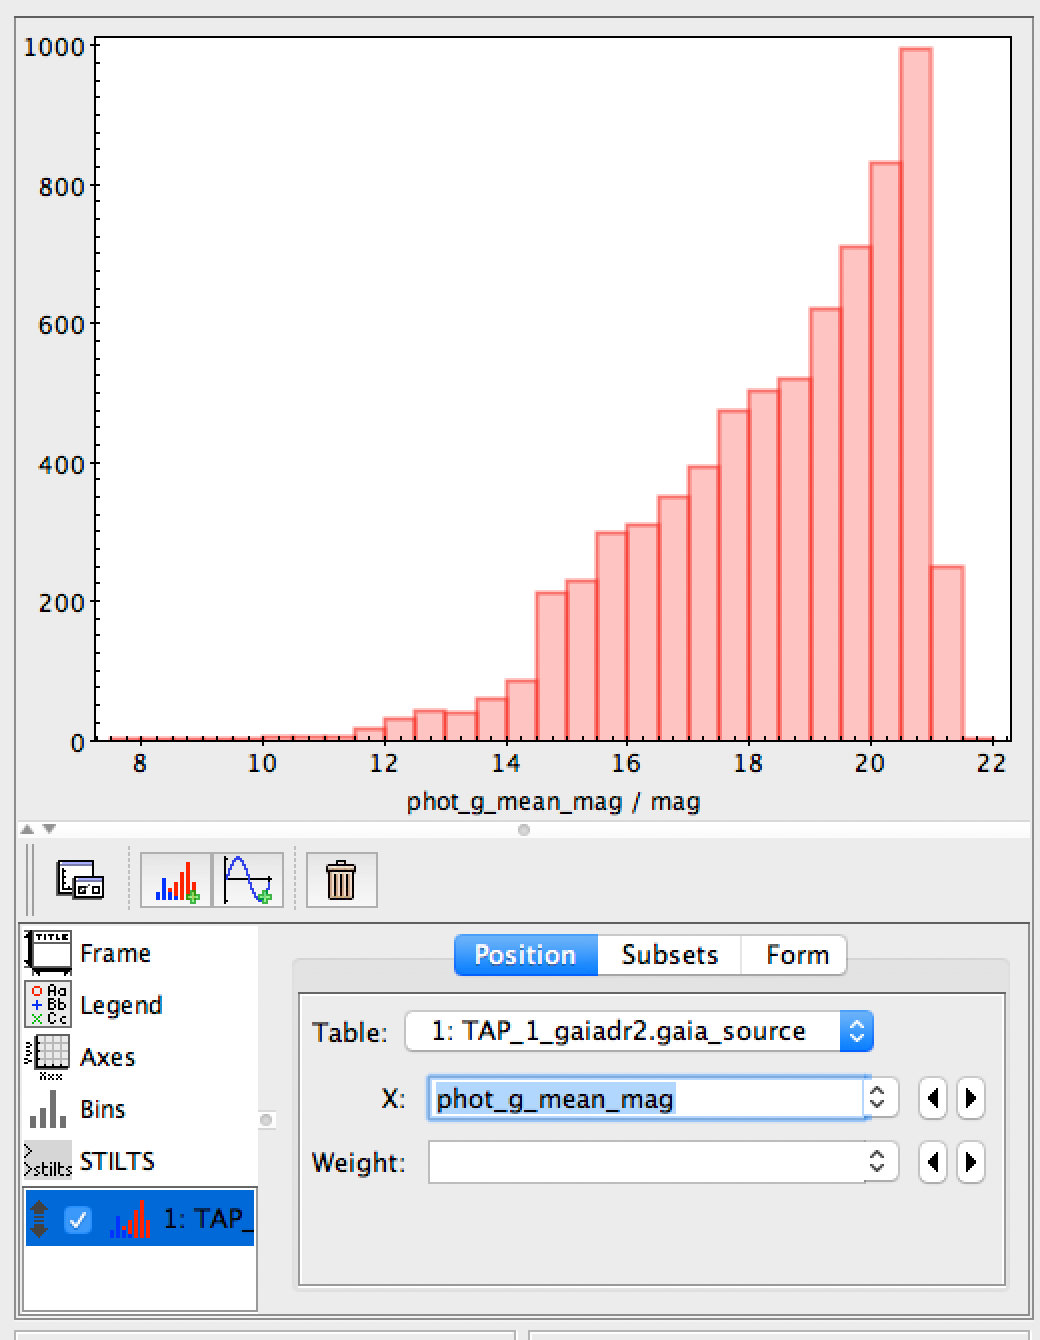 1000
800
600
400
200
0
8 10 12 14 16 18 20 22
phot_g_mean_mag / mag
TITLE
Frame
Aa
Bb
Cc
Legend
xxx
Axes
Bins
stilts
STILTS
1: TAP_
Position Subsets Form
Table: 1: TAP_1_gaiadr2.gaia_source
X: phot_g_mean_mag
Weight: